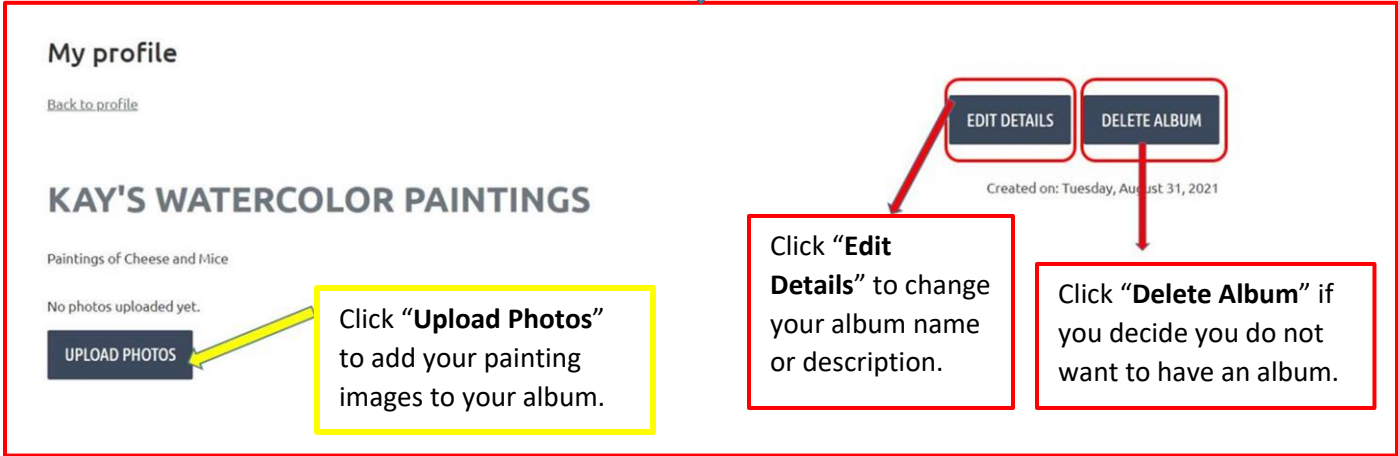 My profile
Back to profile
EDIT DETAILS
DELETE ALBUM
Created on: Tuesday, August 31, 2021
KAY'S WATERCOLOR PAINTINGS
Paintings of Cheese and Mice
No photos uploaded yet.
UPLOAD PHOTOS
Click “Upload Photos”
to add your painting
images to your album.
Click “Edit
Details” to change
your album name
or description.
Click “Delete Album” if
you decide you do not
want to have an album.